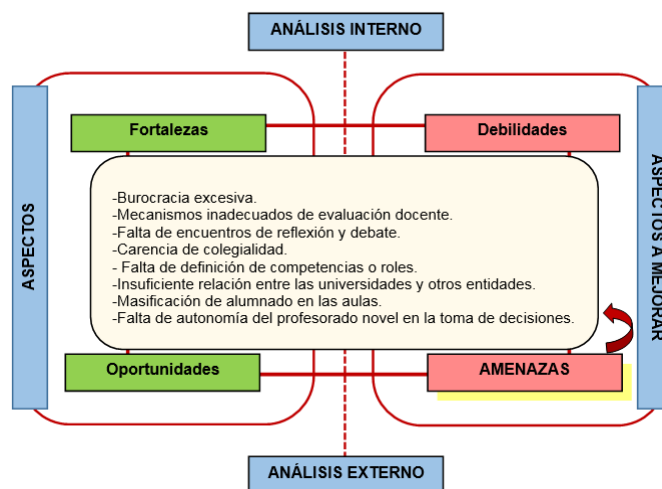 ANÁLISIS INTERNO
Fortalezas
Debilidades
ASPECTOS
ASPECTOS A MEJORAR
-Burocracia excesiva.
-Mecanismos inadecuados de evaluación docente.
-Falta de encuentros de reflexión y debate.
-Carencia de colegialidad.
- Falta de definición de competencias o roles.
-Insuficiente relación entre las universidades y otros entidades.
-Masificación de alumnado en las aulas.
-Falta de autonomía del profesorado novel en la toma de decisiones.
Oportunidades
AMENAZAS
ANÁLISIS EXTERNO